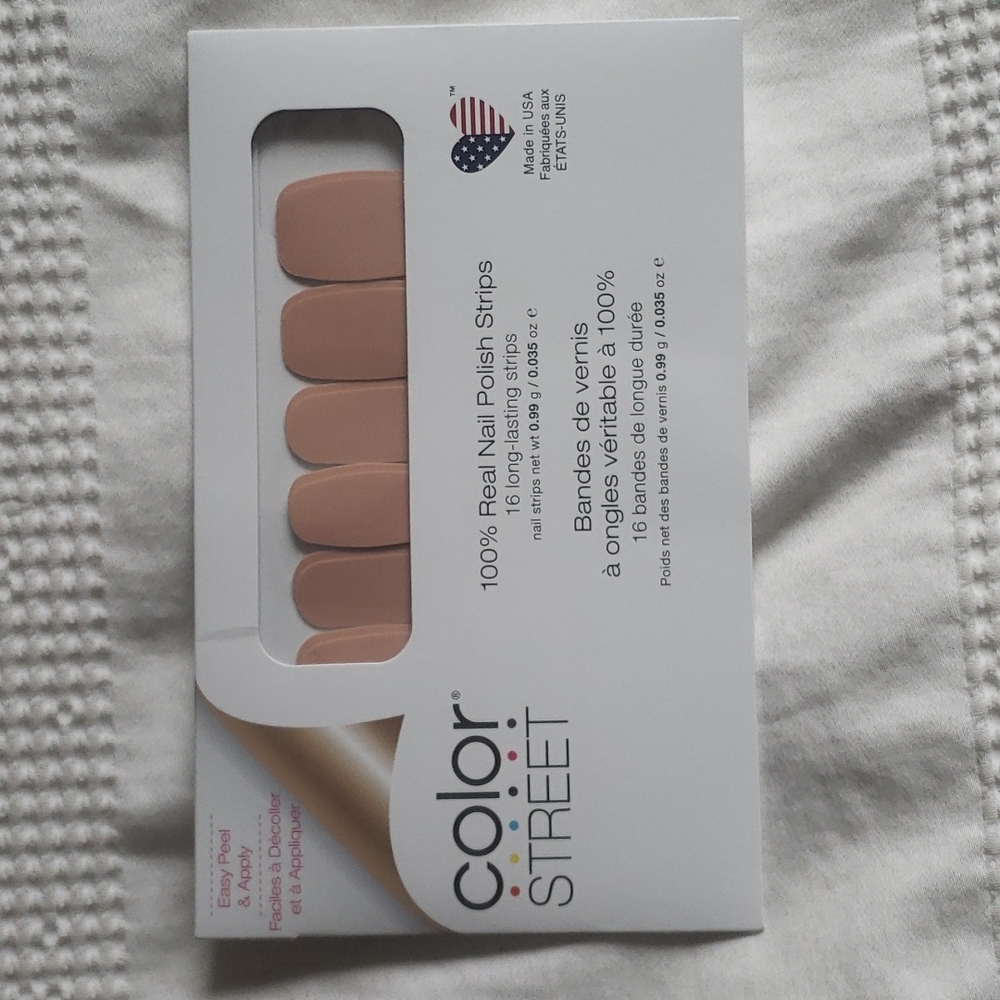 Easy Peel
& Apply
Faciles à Décoller
et à Appliquer
color®
STREET
100% Real Nail Polish Strips
16 long-lasting strips
nail strips net wt 0.99 g / 0.035 oz e
Bandes de vernis
à ongles véritable à 100%
16 bandes de longue durée
Poids net des bandes de vernis 0.99 g / 0.035 oz e
TM
Made in USA
Fabriquées aux
ÉTATS-UNIS